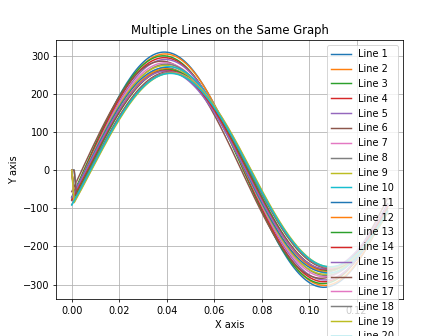 Multiple Lines on the Same Graph
Y axis
300
200
100
0
−100
−200
−300
0.00
0.02
0.04
0.06
0.08
0.10
X axis
Line 1
Line 2
Line 3
Line 4
Line 5
Line 6
Line 7
Line 8
Line 9
Line 10
Line 11
Line 12
Line 13
Line 14
Line 15
Line 16
Line 17
Line 18
Line 19
Line 20